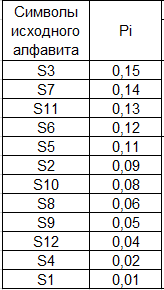 Символы исходного алфавита Pi
S3 0,15
S7 0,14
S11 0,13
S6 0,12
S5 0,11
S2 0,09
S10 0,08
S8 0,06
S9 0,05
S12 0,04
S4 0,02
S1 0,01